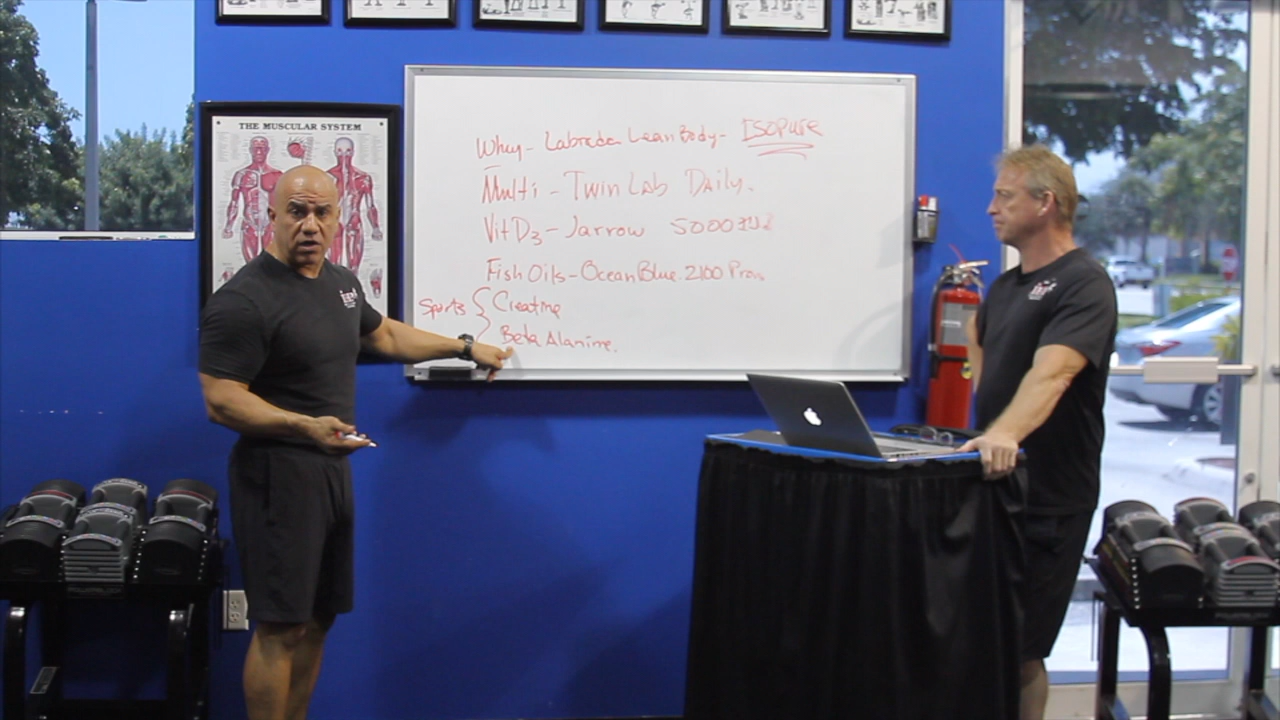 THE MUSCULAR SYSTEM
Whey - Labrada Lean Body - ISOPURE
Multi - Twin Lab Daily.
Vit D3 - Jarrow 5000
Fish Oils - Ocean Blue. 2100
Sports { Creatine
Beta Alanine.